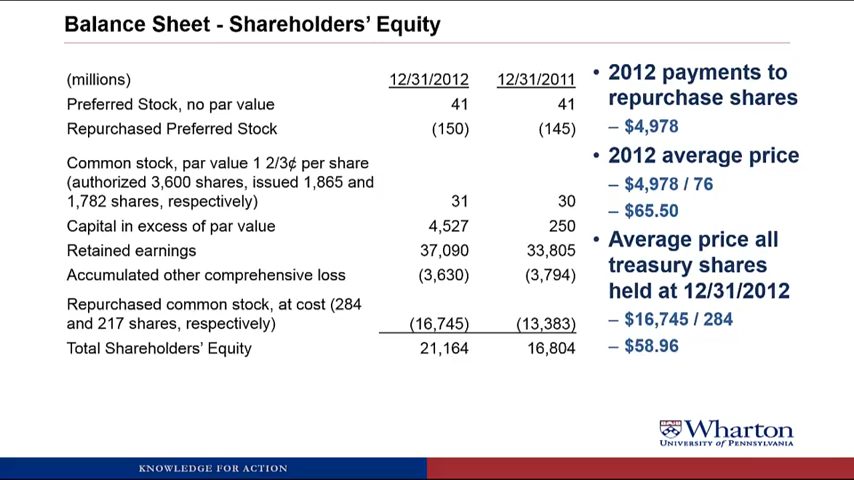 Balance Sheet - Shareholders’ Equity
(millions) 12/31/2012 12/31/2011
Preferred Stock, no par value 41 41
Repurchased Preferred Stock (150) (145)
Common stock, par value 1 2/3¢ per share
(authorized 3,600 shares, issued 1,865 and
1,782 shares, respectively) 31 30
Capital in excess of par value 4,527 250
Retained earnings 37,090 33,805
Accumulated other comprehensive loss (3,630) (3,794)
Repurchased common stock, at cost (284
and 217 shares, respectively) (16,745) (13,383)
Total Shareholders’ Equity 21,164 16,804
• 2012 payments to
repurchase shares
– $4,978
• 2012 average price
– $4,978 / 76
– $65.50
• Average price all
treasury shares
held at 12/31/2012
– $16,745 / 284
– $58.96
Wharton
UNIVERSITY of PENNSYLVANIA
KNOWLEDGE FOR ACTION